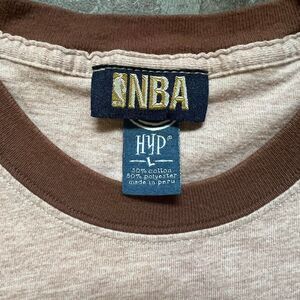 NBA
HYP®
L
50% cotton
50% polyester
made in peru